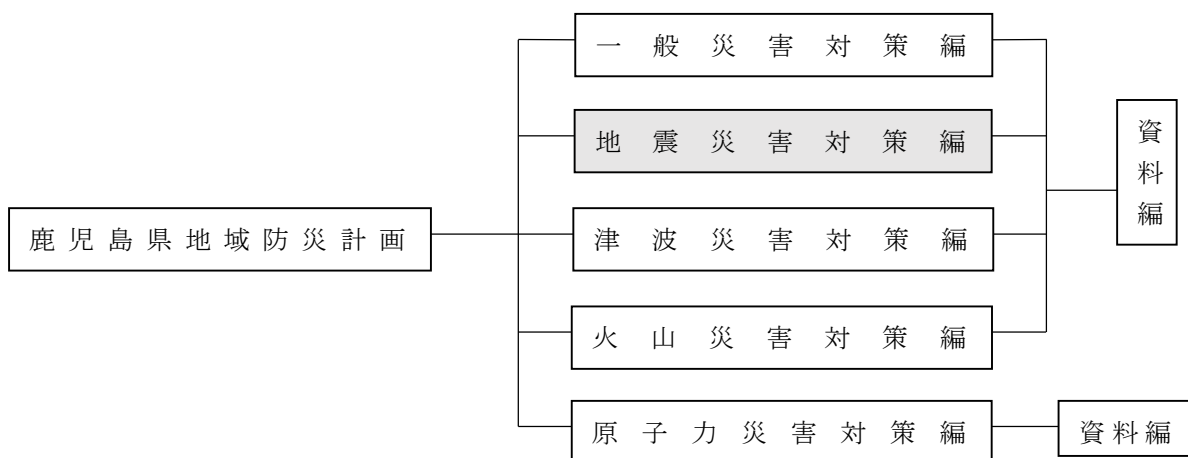 一般災害対策編
地震災害対策編
資料編
鹿児島県地域防災計画
津波災害対策編
火山災害対策編
原子力災害対策編
資料編